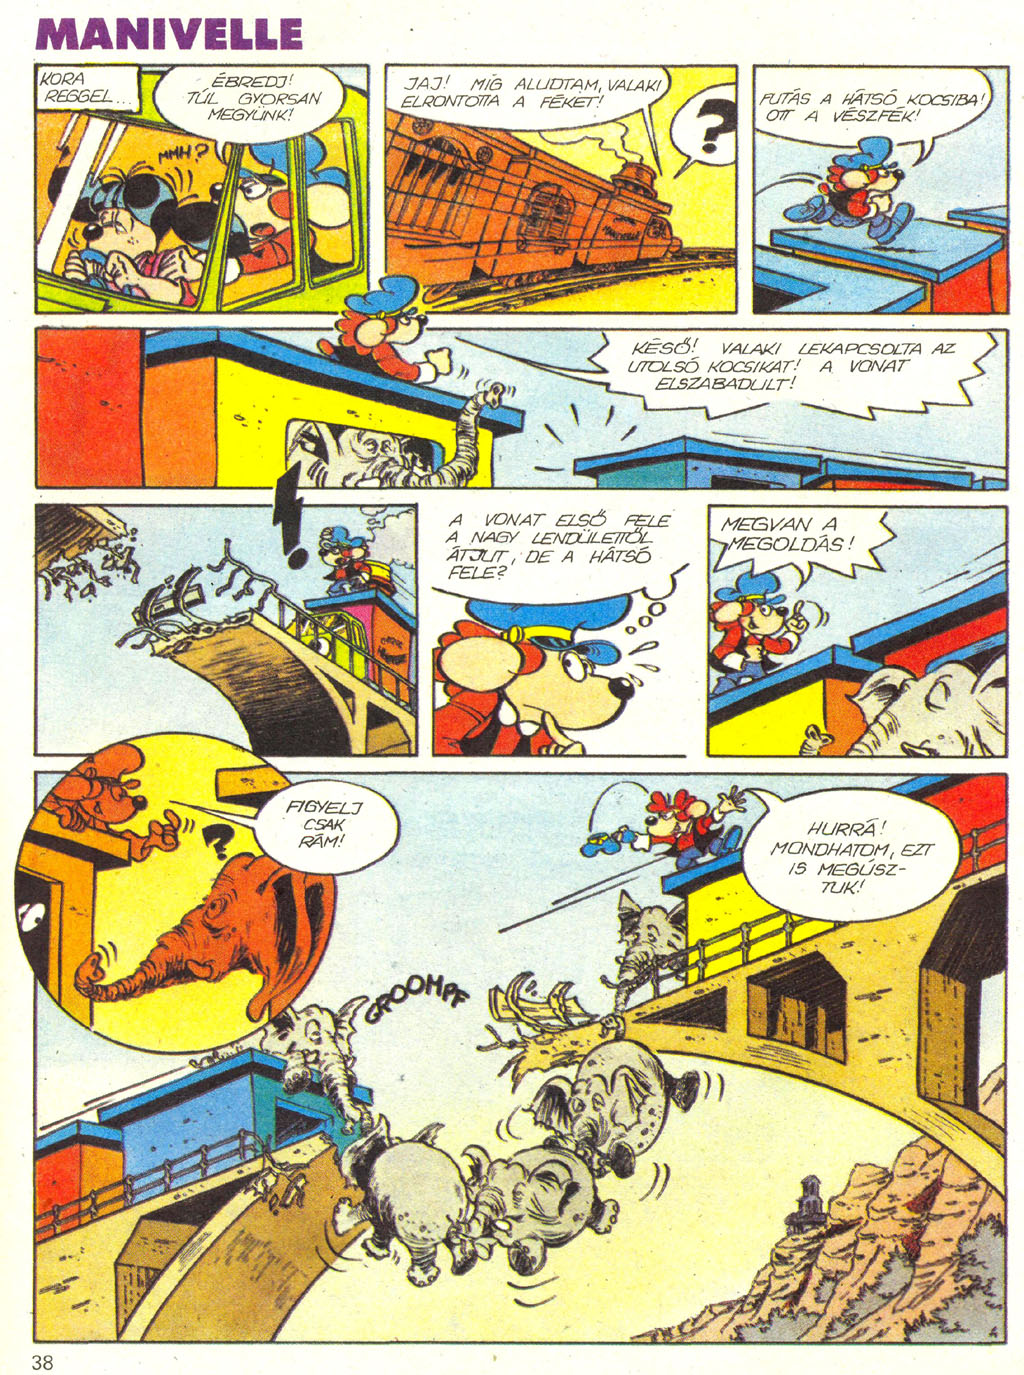 MANIVELLE
KORA
REGGEL...
ÉBREDJ!
TÚL GYORSAN
MEGYÜNK!
MMH?
JAJ! MÍG ALUDTAM, VALAKI
ELRONTOTTA A FÉKET!
?
FUTÁS A HÁTSÓ KOCSIBA!
OTT A VÉSZFÉK!
KÉSŐ! VALAKI LEKAPCSOLTA AZ
UTOLSÓ KOCSIKAT! A VONAT
ELSZABADULT!
!
A VONAT ELSŐ FELE
A NAGY LENDÜLETTŐL
ÁTJUT, DE A HÁTSÓ
FELE?
MEGVAN A
MEGOLDÁS!
FIGYELJ
CSAK
RÁM!
?
HURRÁ!
MONDHATOM, EZT
IS MEGÚSZ-
TUK!
GROOMPF
38